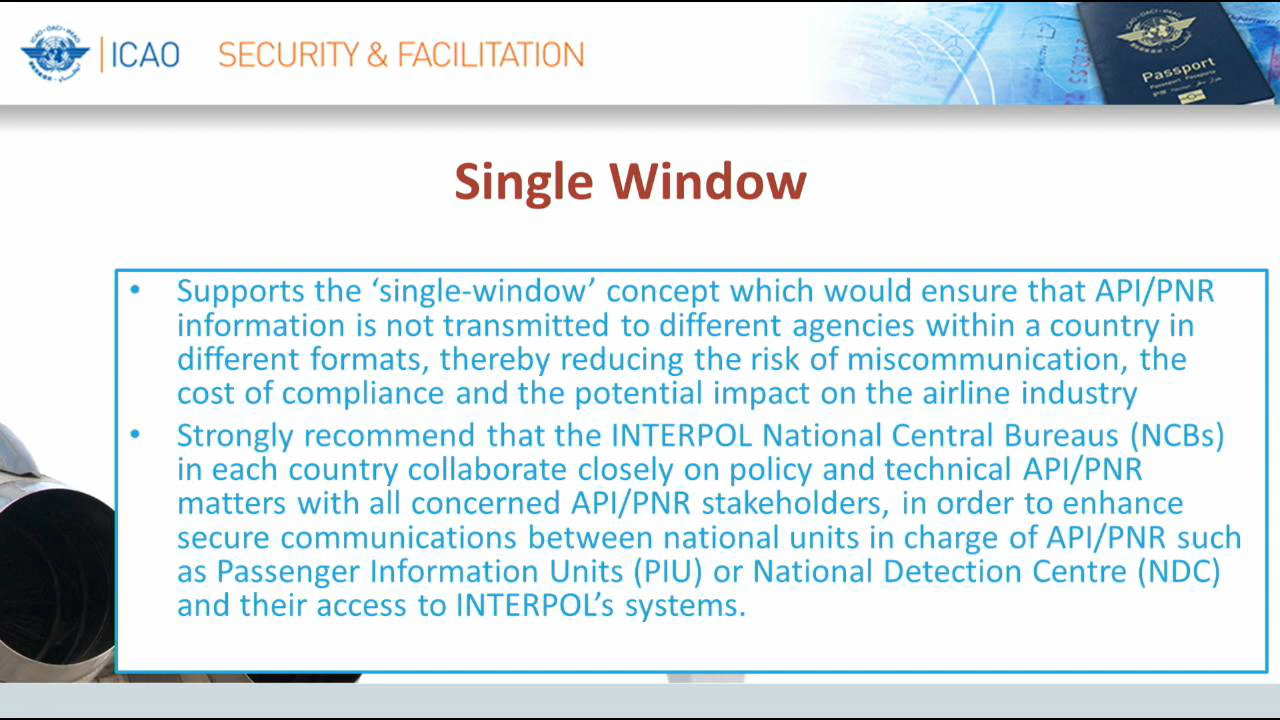 ICAO SECURITY & FACILITATION
Passport
Single Window
• Supports the ‘single-window’ concept which would ensure that API/PNR
information is not transmitted to different agencies within a country in
different formats, thereby reducing the risk of miscommunication, the
cost of compliance and the potential impact on the airline industry
• Strongly recommend that the INTERPOL National Central Bureaus (NCBs)
in each country collaborate closely on policy and technical API/PNR
matters with all concerned API/PNR stakeholders, in order to enhance
secure communications between national units in charge of API/PNR such
as Passenger Information Units (PIU) or National Detection Centre (NDC)
and their access to INTERPOL’s systems.